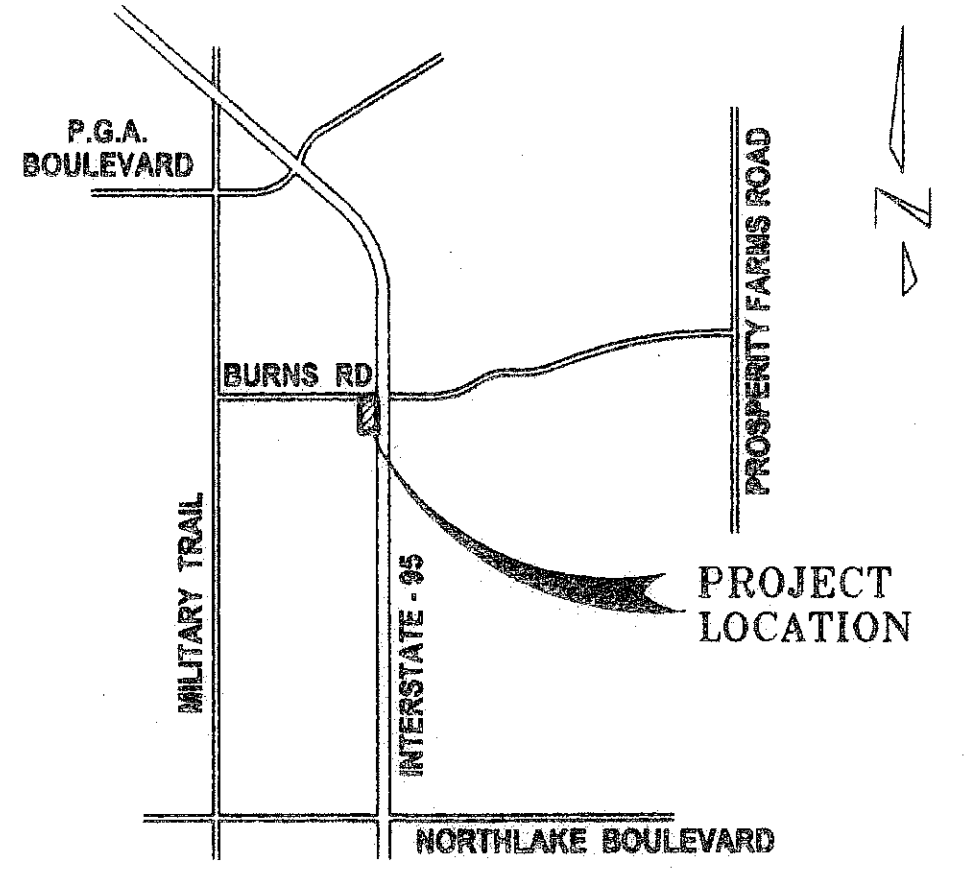 P.G.A.
BOULEVARD
N
PROSPERITY FARMS ROAD
BURNS RD
MILITARY TRAIL
INTERSTATE - 95
PROJECT
LOCATION
NORTHLAKE BOULEVARD